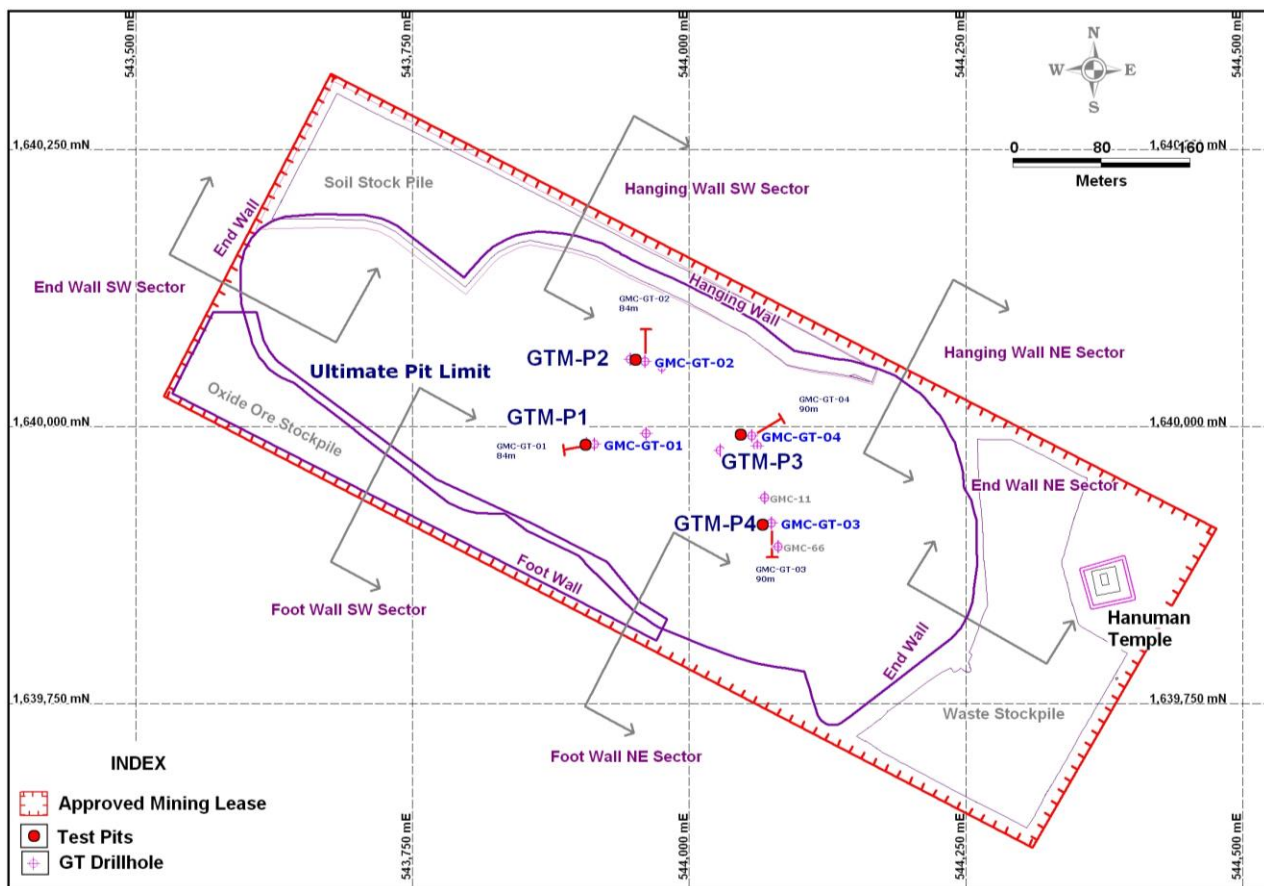 543,500 mE
543,750 mE
544,000 mE
544,250 mE
544,500 mE
N
W E
S
1,640,250 mN
0 80 160
Meters
Soil Stock Pile
Hanging Wall SW Sector
End Wall
End Wall SW Sector
Hanging Wall
GMC-GT-02
84m
GTM-P2
GMC-GT-02
Hanging Wall NE Sector
Ultimate Pit Limit
Oxide Ore Stockpile
GTM-P1
GMC-GT-04
90m
1,640,000 mN
1,640,000 mN
GMC-GT-01
84m
GMC-GT-01
GMC-GT-04
GTM-P3
End Wall NE Sector
GMC-11
GTM-P4
GMC-GT-03
GMC-66
GMC-GT-03
90m
Foot Wall
Foot Wall SW Sector
Hanuman
Temple
End Wall
1,639,750 mN
1,639,750 mN
Waste Stockpile
Foot Wall NE Sector
INDEX
Approved Mining Lease
Test Pits
GT Drillhole
543,750 mE
544,000 mE
544,250 mE